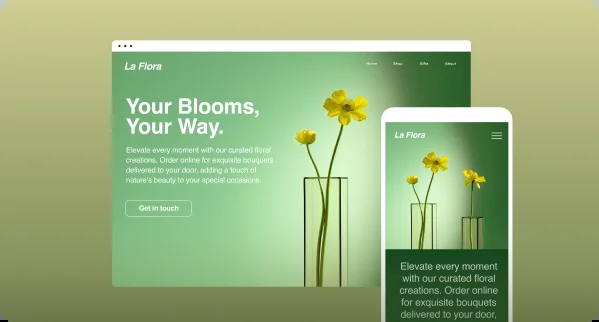 La Flora
Home Shop Gifts About
Your Blooms,
Your Way.
Elevate every moment with our curated floral
creations. Order online for exquisite bouquets
delivered to your door, adding a touch of
nature's beauty to your special occasions.
Get in touch
La Flora
Elevate every moment
with our curated floral
creations. Order online
for exquisite bouquets
delivered to your door,